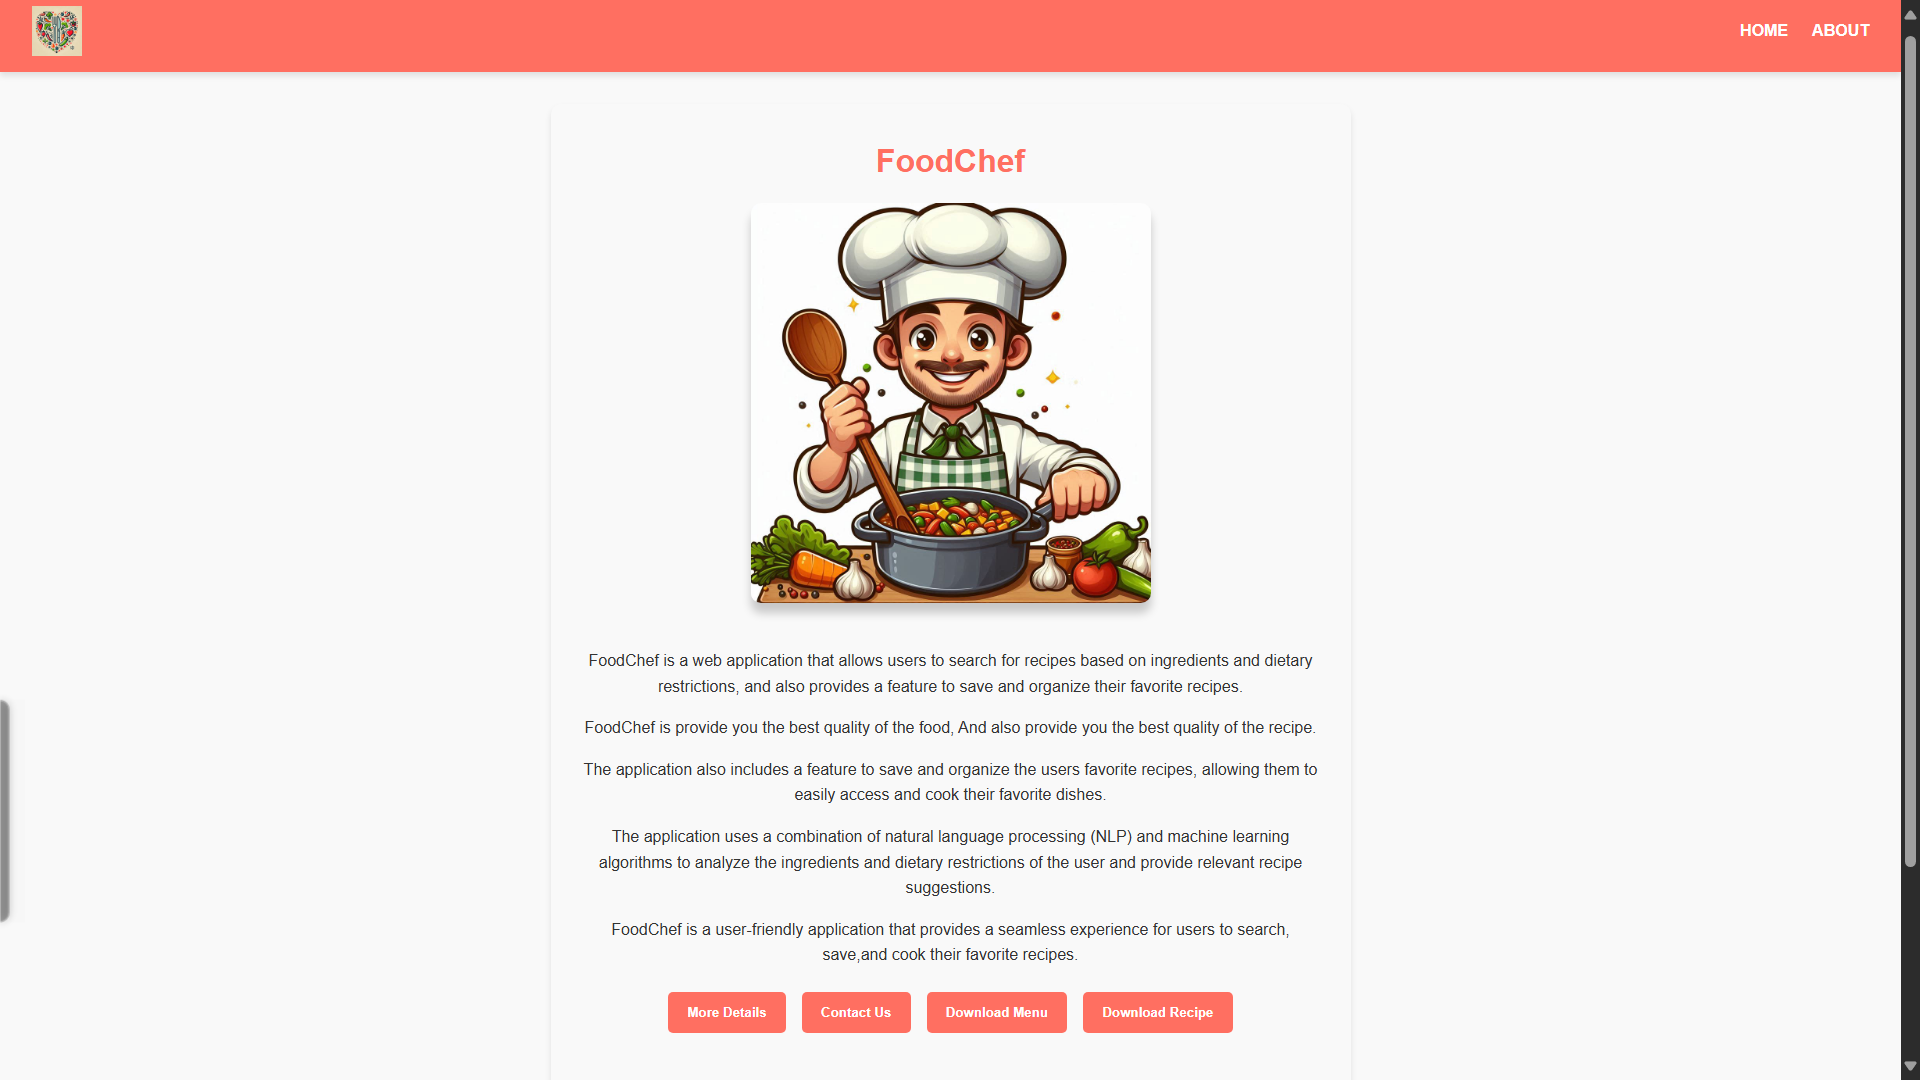 HOME ABOUT
FoodChef
FoodChef is a web application that allows users to search for recipes based on ingredients and dietary
restrictions, and also provides a feature to save and organize their favorite recipes.
FoodChef is provide you the best quality of the food, And also provide you the best quality of the recipe.
The application also includes a feature to save and organize the users favorite recipes, allowing them to
easily access and cook their favorite dishes.
The application uses a combination of natural language processing (NLP) and machine learning
algorithms to analyze the ingredients and dietary restrictions of the user and provide relevant recipe
suggestions.
FoodChef is a user-friendly application that provides a seamless experience for users to search,
save,and cook their favorite recipes.
More Details Contact Us Download Menu Download Recipe